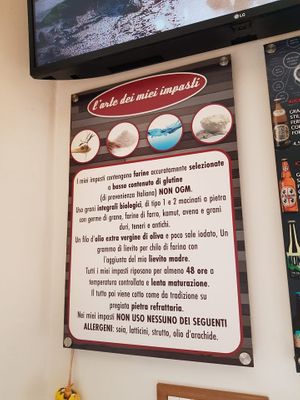 LG
l'arte dei miei impasti
I miei impasti contengono farine accuratamente selezionate
a basso contenuto di glutine
(di prevenienza Italiana) NON OGM.
Uso grani integrali biologici, di tipo 1 e 2 macinati a pietra
con germe di grano, farina di farro, kamut, avena e grani
duri, teneri e antichi.
Un filo d'olio extra vergine di oliva e poco sale iodato, Un
grammo di lievito per chilo di farina con
l'aggiunta del mio lievito madre.
Tutti i miei impasti riposano per almeno 48 ore a
temperatura controllata e lenta maturazione.
Il tutto poi viene cotto come da tradizione su
pregiata pietra refrattaria.
Nei miei impasti NON USO NESSUNO DEI SEGUENTI
ALLERGENI: soia, latticini, strutto, olio d'arachide.